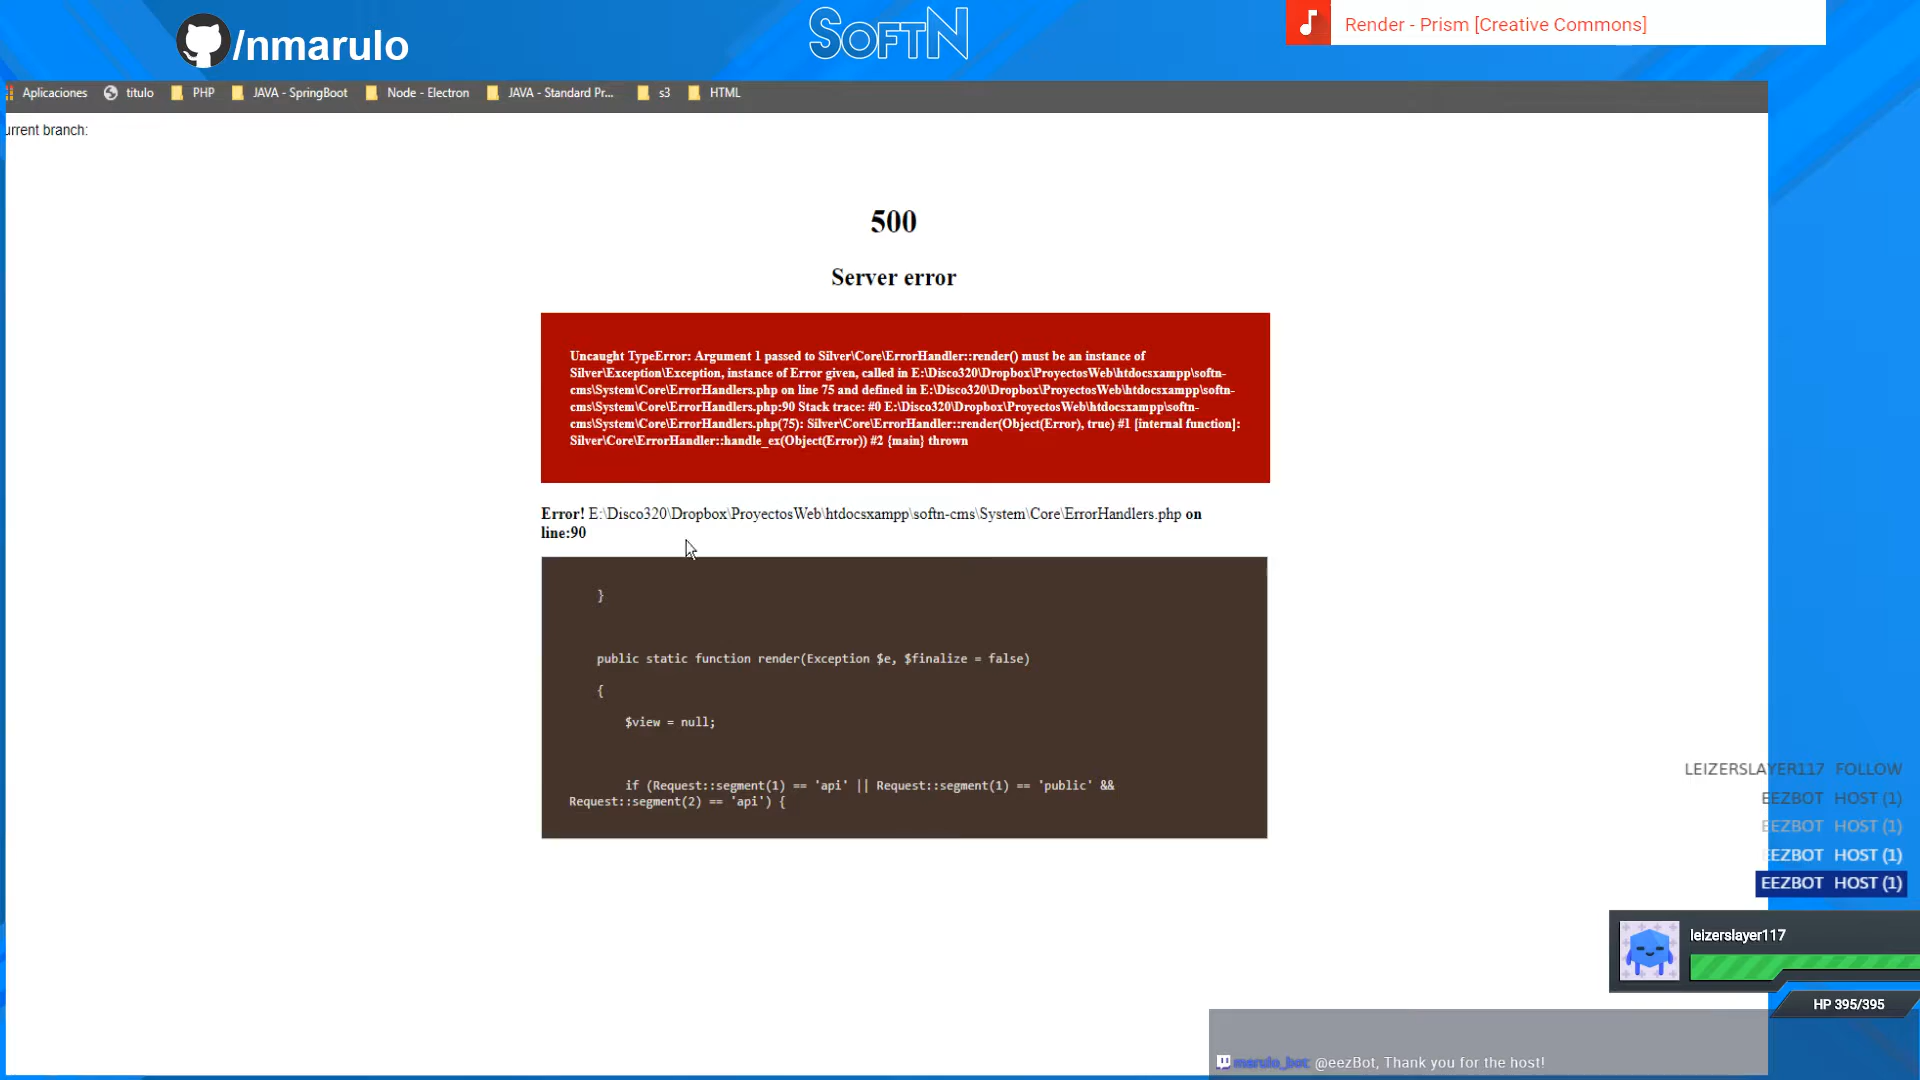 /nmarulo
SOFTN
Render - Prism [Creative Commons]
Aplicaciones
titulo
PHP
JAVA - SpringBoot
Node - Electron
JAVA - Standard Pr...
s3
HTML
urrent branch:
500
Server error
Uncaught TypeError: Argument 1 passed to Silver\Core\ErrorHandler::render() must be an instance of
Silver\Exception\Exception, instance of Error given, called in E:\Disco320\Dropbox\ProyectosWeb\htdocsxampp\softn-
cms\System\Core\ErrorHandlers.php on line 75 and defined in E:\Disco320\Dropbox\ProyectosWeb\htdocsxampp\softn-
cms\System\Core\ErrorHandlers.php:90 Stack trace: #0 E:\Disco320\Dropbox\ProyectosWeb\htdocsxampp\softn-
cms\System\Core\ErrorHandlers.php(75): Silver\Core\ErrorHandler::render(Object(Error), true) #1 [internal function]:
Silver\Core\ErrorHandler::handle_ex(Object(Error)) #2 {main} thrown
Error! E:\Disco320\Dropbox\ProyectosWeb\htdocsxampp\softn-cms\System\Core\ErrorHandlers.php on
line:90
}
public static function render(Exception $e, $finalize = false)
{
$view = null;
if (Request::segment(1) == 'api' || Request::segment(1) == 'public' &&
Request::segment(2) == 'api') {
LEIZERSLAYER117 FOLLOW
EEZBOT HOST (1)
EEZBOT HOST (1)
EEZBOT HOST (1)
EEZBOT HOST (1)
leizerslayer117
HP 395/395
marulo_bot: @eezBot, Thank you for the host!